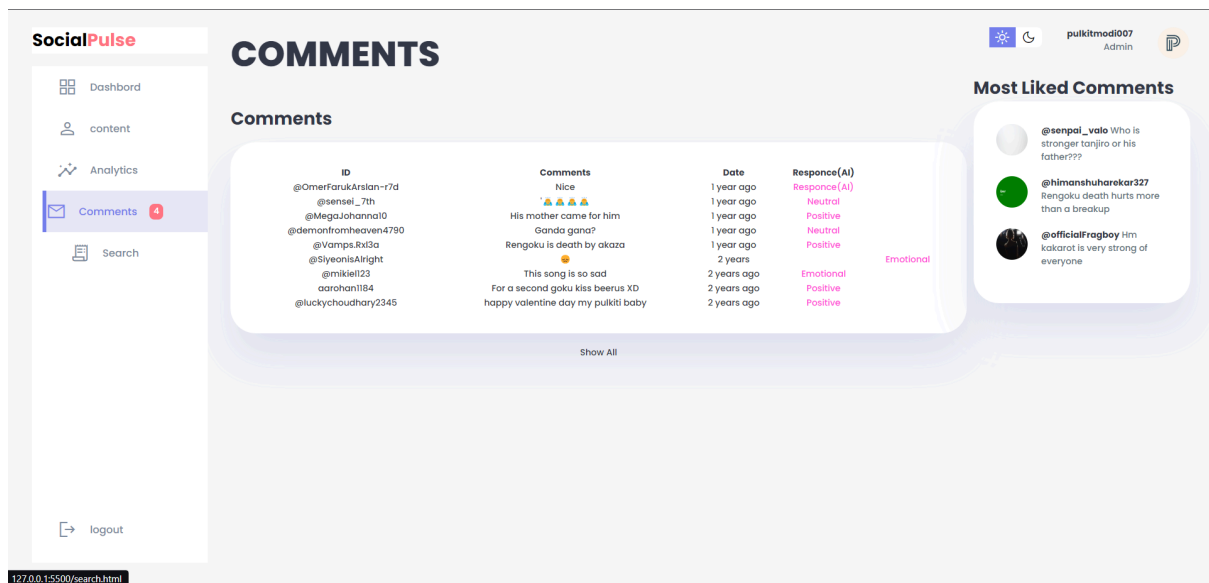 SocialPulse
Dashbord
content
Analytics
Comments 4
Search
logout
COMMENTS
Comments
ID Comments Date Responce(AI)
@OmerFarukArslan-r7d Nice 1 year ago Responce(AI)
@sensei_7th 1 year ago Neutral
@MegaJohanna10 His mother came for him 1 year ago Positive
@demonfromheaven4790 Ganda gana? 1 year ago Neutral
@Vamps.Rxl3a Rengoku is death by akaza 1 year ago Positive
@SiyeonisAlright 😡 2 years Emotional
@mikiel123 This song is so sad 2 years ago Emotional
aarohan1184 For a second goku kiss beerus XD 2 years ago Positive
@luckychoudhary2345 happy valentine day my pulkiti baby 2 years ago Positive
Show All
pulkitmodi007
Admin
Most Liked Comments
@senpai_valo Who is
stronger tanjiro or his
father???
@himanshuharekar327
Rengoku death hurts more
than a breakup
@officialFragboy Hm
kakarot is very strong of
everyone
127.0.0.1:5500/search.html